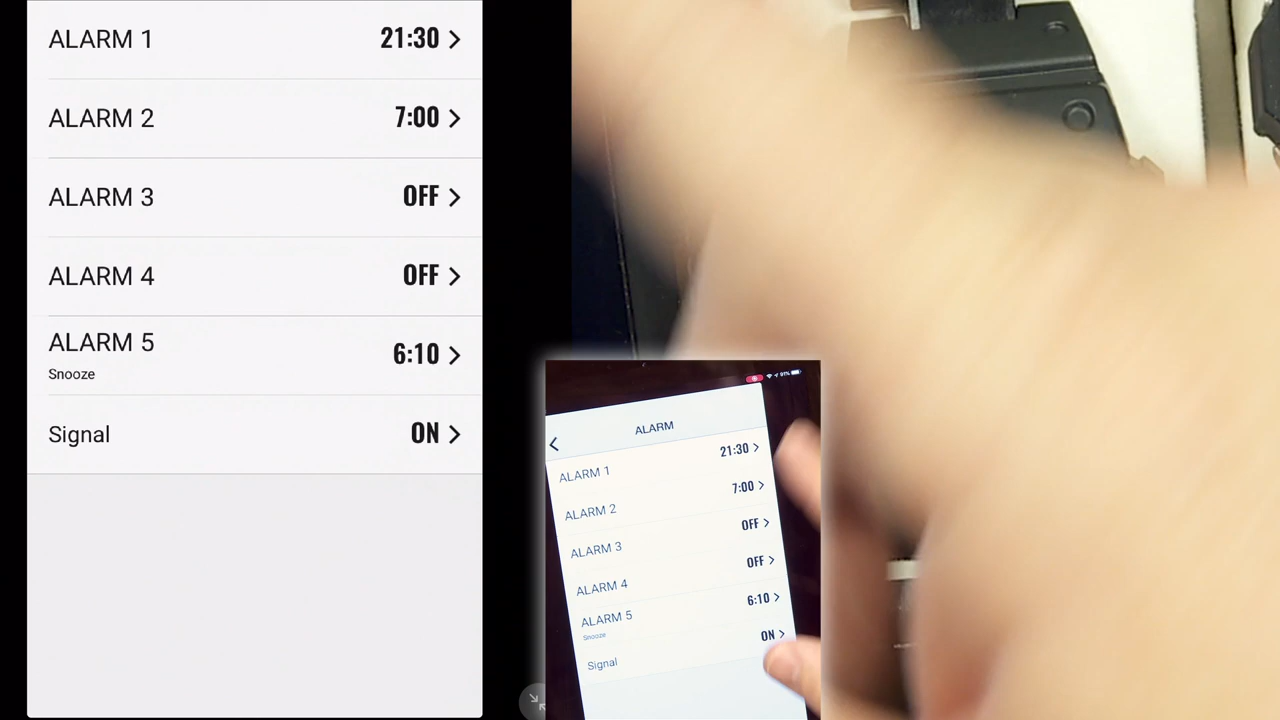 ALARM 1 21:30
ALARM 2 7:00
ALARM 3 OFF
ALARM 4 OFF
ALARM 5 6:10
Snooze
Signal ON
91%
ALARM
ALARM 1 21:30
ALARM 2 7:00
ALARM 3 OFF
ALARM 4 OFF
ALARM 5 6:10
Snooze
Signal ON